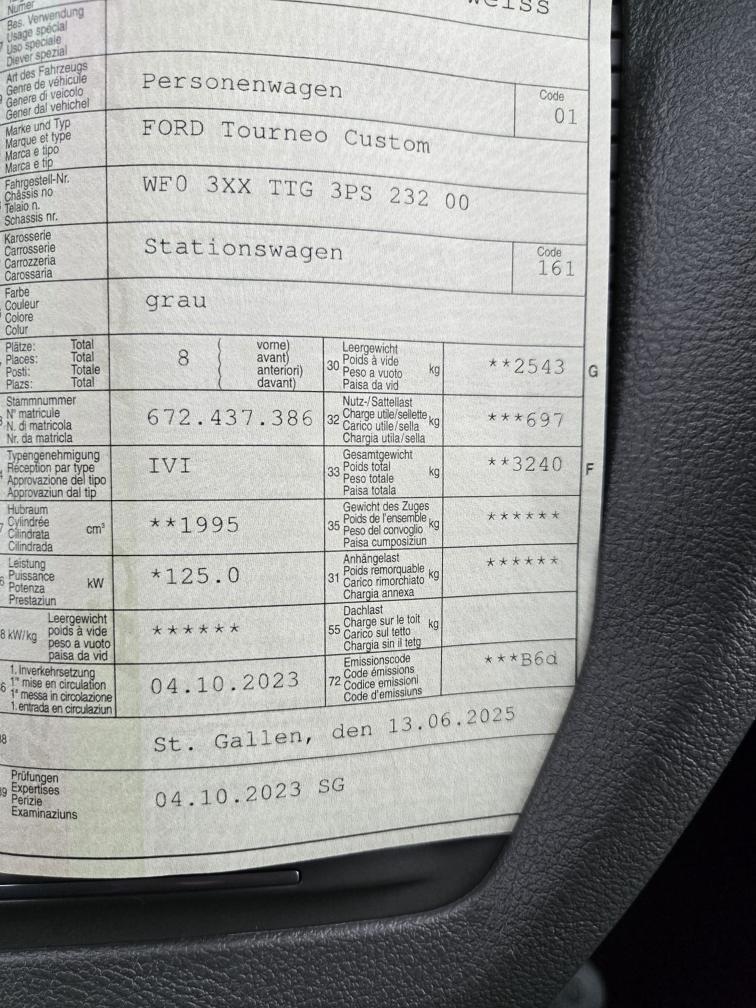 weiss
Numer
Bes. Verwendung
Usage spécial
Uso speciale
Diever spezial
Art des Fahrzeugs
Genre de véhicule
Genere di veicolo
Gener dal vehichel
Personenwagen
Code
01
Marke und Typ
Marque et type
Marca e tipo
Marca e tip
FORD Tourneo Custom
Fahrgestell-Nr.
Châssis no
Telaio n.
Schassis nr.
WF0 3XX TTG 3PS 232 00
Karosserie
Carrosserie
Carrozzeria
Carossaria
Stationswagen
Code
161
Farbe
Couleur
Colore
Colur
grau
Plätze: Total
Places: Total
Posti: Totale
Plazs: Total
8
vorne)
avant)
anteriori)
davant)
30
Leergewicht
Poids à vide
Peso a vuoto
Paisa da vid
kg
**2543
G
Stammnummer
N° matricule
N. di matricola
Nr. da matricla
672.437.386
32
Nutz-/Sattellast
Charge utile/sellette
Carico utile/sella
Chargia utila/sella
kg
***697
Typengenehmigung
Réception par type
Approvazione del tipo
Approvaziun dal tip
IVI
33
Gesamtgewicht
Poids total
Peso totale
Paisa totala
kg
**3240
F
Hubraum
Cylindrée
Cilindrata
Cilindrada
cm³
**1995
35
Gewicht des Zuges
Poids de l'ensemble
Peso del convoglio
Paisa cumposiziun
kg
******
Leistung
Puissance
Potenza
Prestaziun
kW
*125.0
31
Anhängelast
Poids remorquable
Carico rimorchiato
Chargia annexa
kg
******
8 kW/kg
Leergewicht
poids à vide
peso a vuoto
paisa da vid
******
55
Dachlast
Charge sur le toit
Carico sul tetto
Chargia sin il tetg
kg
6
1. Inverkehrsetzung
1re mise en circulation
1a messa in circolazione
1. entrada en circulaziun
04.10.2023
72
Emissionscode
Code émissions
Codice emissioni
Code d'emissiuns
***B6d
38
St. Gallen, den 13.06.2025
39
Prüfungen
Expertises
Perizie
Examinaziuns
04.10.2023 SG